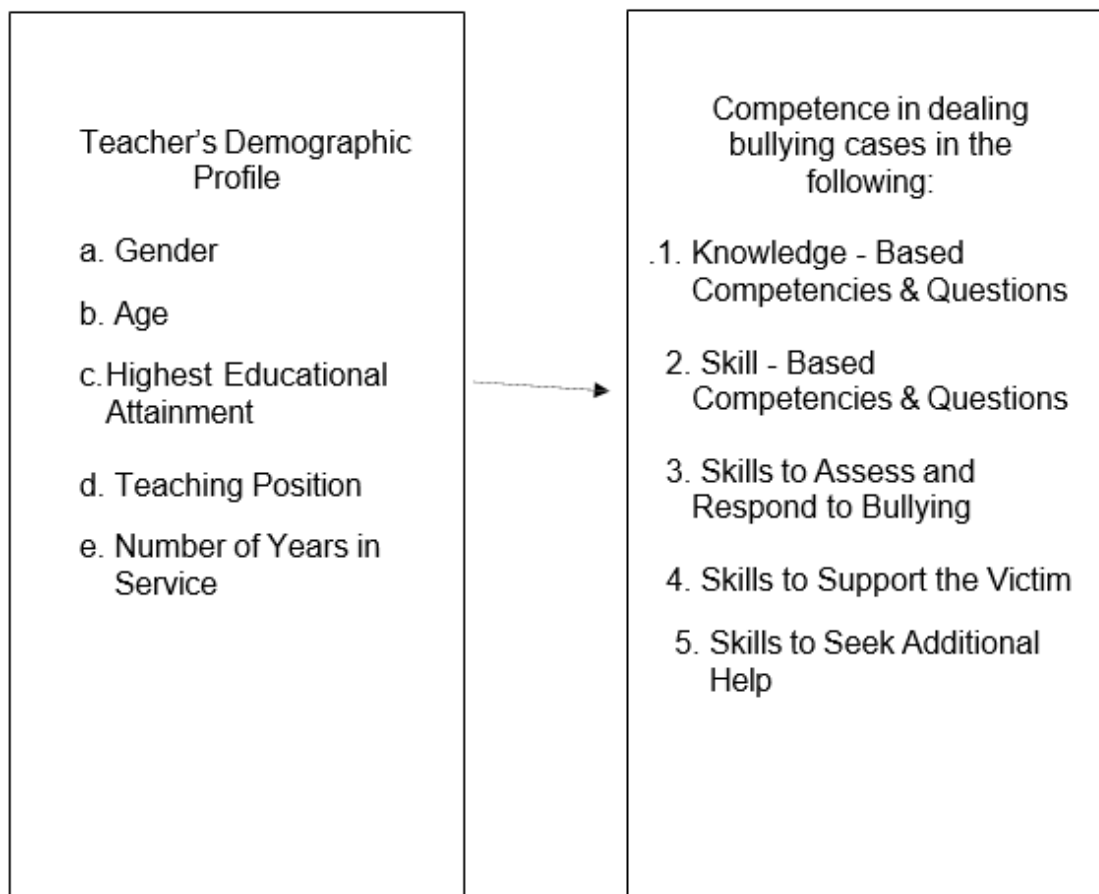 Teacher’s Demographic
Profile
a. Gender
b. Age
c.Highest Educational
Attainment
d. Teaching Position
e. Number of Years in
Service
Competence in dealing
bullying cases in the
following:
.1. Knowledge - Based
Competencies & Questions
2. Skill - Based
Competencies & Questions
3. Skills to Assess and
Respond to Bullying
4. Skills to Support the Victim
5. Skills to Seek Additional
Help